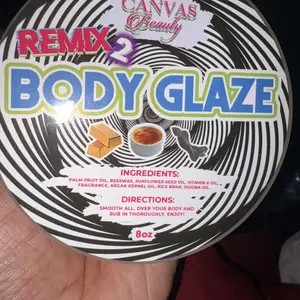 CANVAS
Beauty
REMIX 2
BODY GLAZE
INGREDIENTS:
PALM FRUIT OIL, BEESWAX, SUNFLOWER SEED OIL, VITAMIN E OIL,
FRAGRANCE, ARGAN KERNEL OIL, RICE BRAN, JOJOBA OIL.
DIRECTIONS:
SMOOTH ALL OVER YOUR BODY AND
RUB IN THOROUGHLY. ENJOY!
8oz